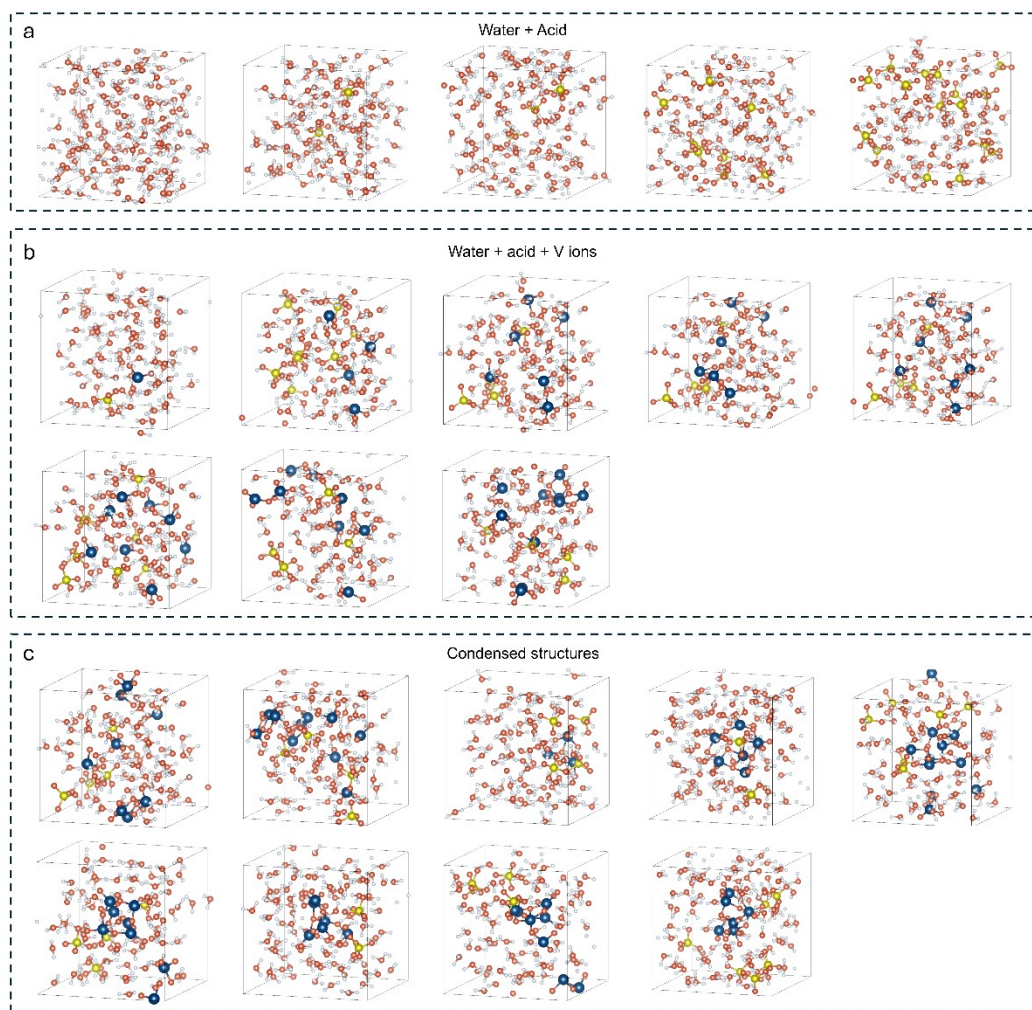 a
Water + Acid
b
Water + acid + V ions
c
Condensed structures